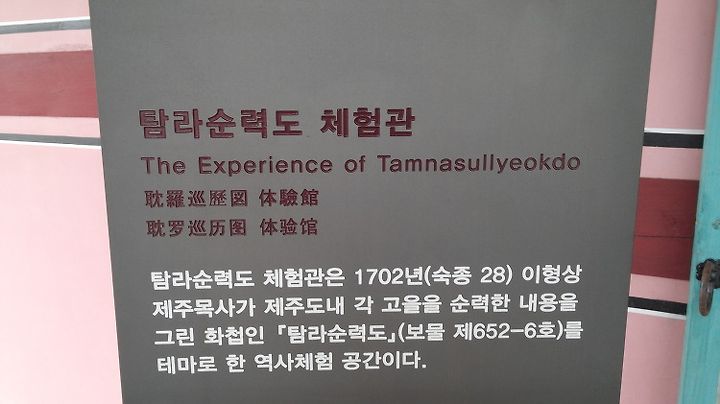 탐라순력도 체험관
The Experience of Tamnasullyeokdo
耽羅巡歷図 体驗館
耽罗巡历图 体验馆
탐라순력도 체험관은 1702년(숙종 28) 이형상
제주목사가 제주도내 각 고을을 순력한 내용을
그린 화첩인 『탐라순력도』(보물 제652-6호)를
테마로 한 역사체험 공간이다.